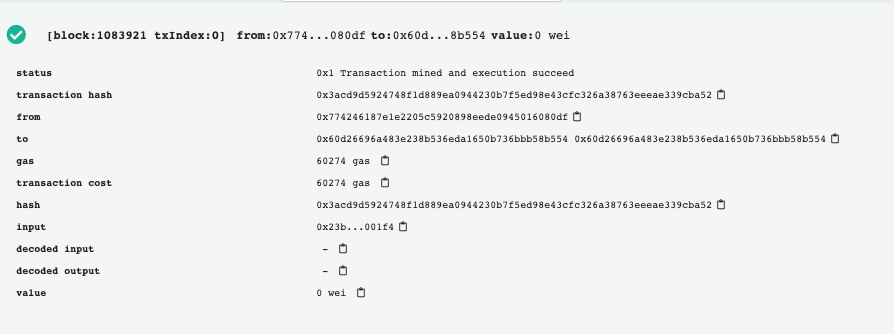 [block:1083921 txIndex:0] from:0x774...080df to:0x60d...8b554 value:0 wei
status 0x1 Transaction mined and execution succeed
transaction hash 0x3acd9d5924748f1d889ea0944230b7f5ed98e43cfc326a38763eeeae339cba52
from 0x774246187e1e2205c5920898eede0945016080df
to 0x60d26696a483e238b536eda1650b736bbb58b554 0x60d26696a483e238b536eda1650b736bbb58b554
gas 60274 gas
transaction cost 60274 gas
hash 0x3acd9d5924748f1d889ea0944230b7f5ed98e43cfc326a38763eeeae339cba52
input 0x23b...001f4
decoded input -
decoded output -
value 0 wei